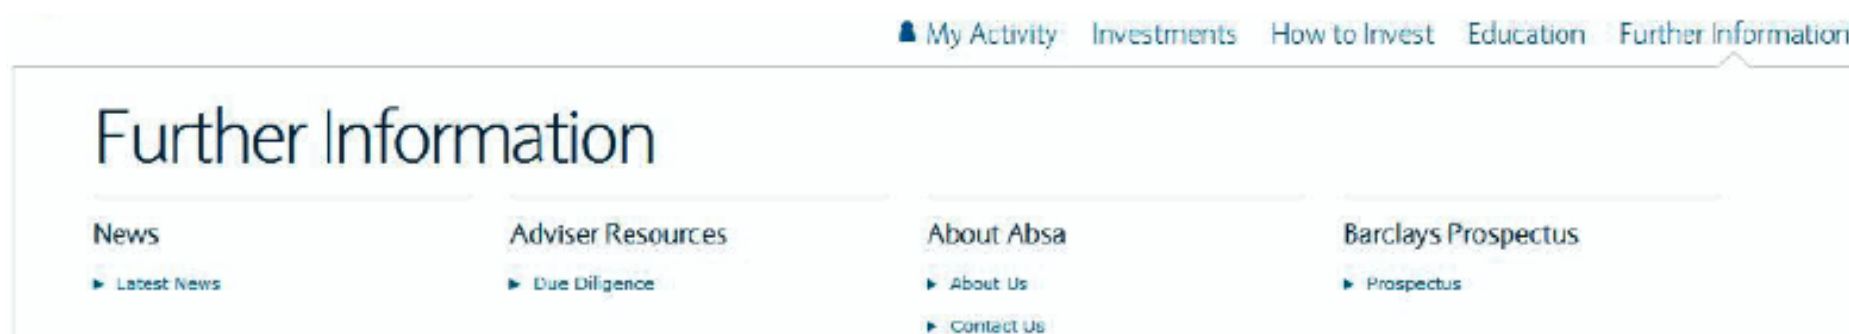 My Activity Investments How to Invest Education Further Information
Further Information
News
Latest News
Adviser Resources
Due Diligence
About Absa
About Us
Contact Us
Barclays Prospectus
Prospectus